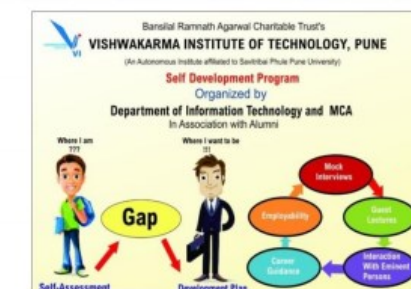 VI
Bansilal Ramnath Agarwal Charitable Trust's
VISHWAKARMA INSTITUTE OF TECHNOLOGY, PUNE
(An Autonomous Institute affiliated to Savitribai Phule Pune University)
Self Development Program
Organized by
Department of Information Technology and MCA
In Association with Alumni
Where I am
???
Where I want to be
!!!
Gap
Self-Assessment
Development Plan
Mock
Interviews
Guest
Lectures
Interaction
With Eminent
Persons
Career
Guidance
Employability